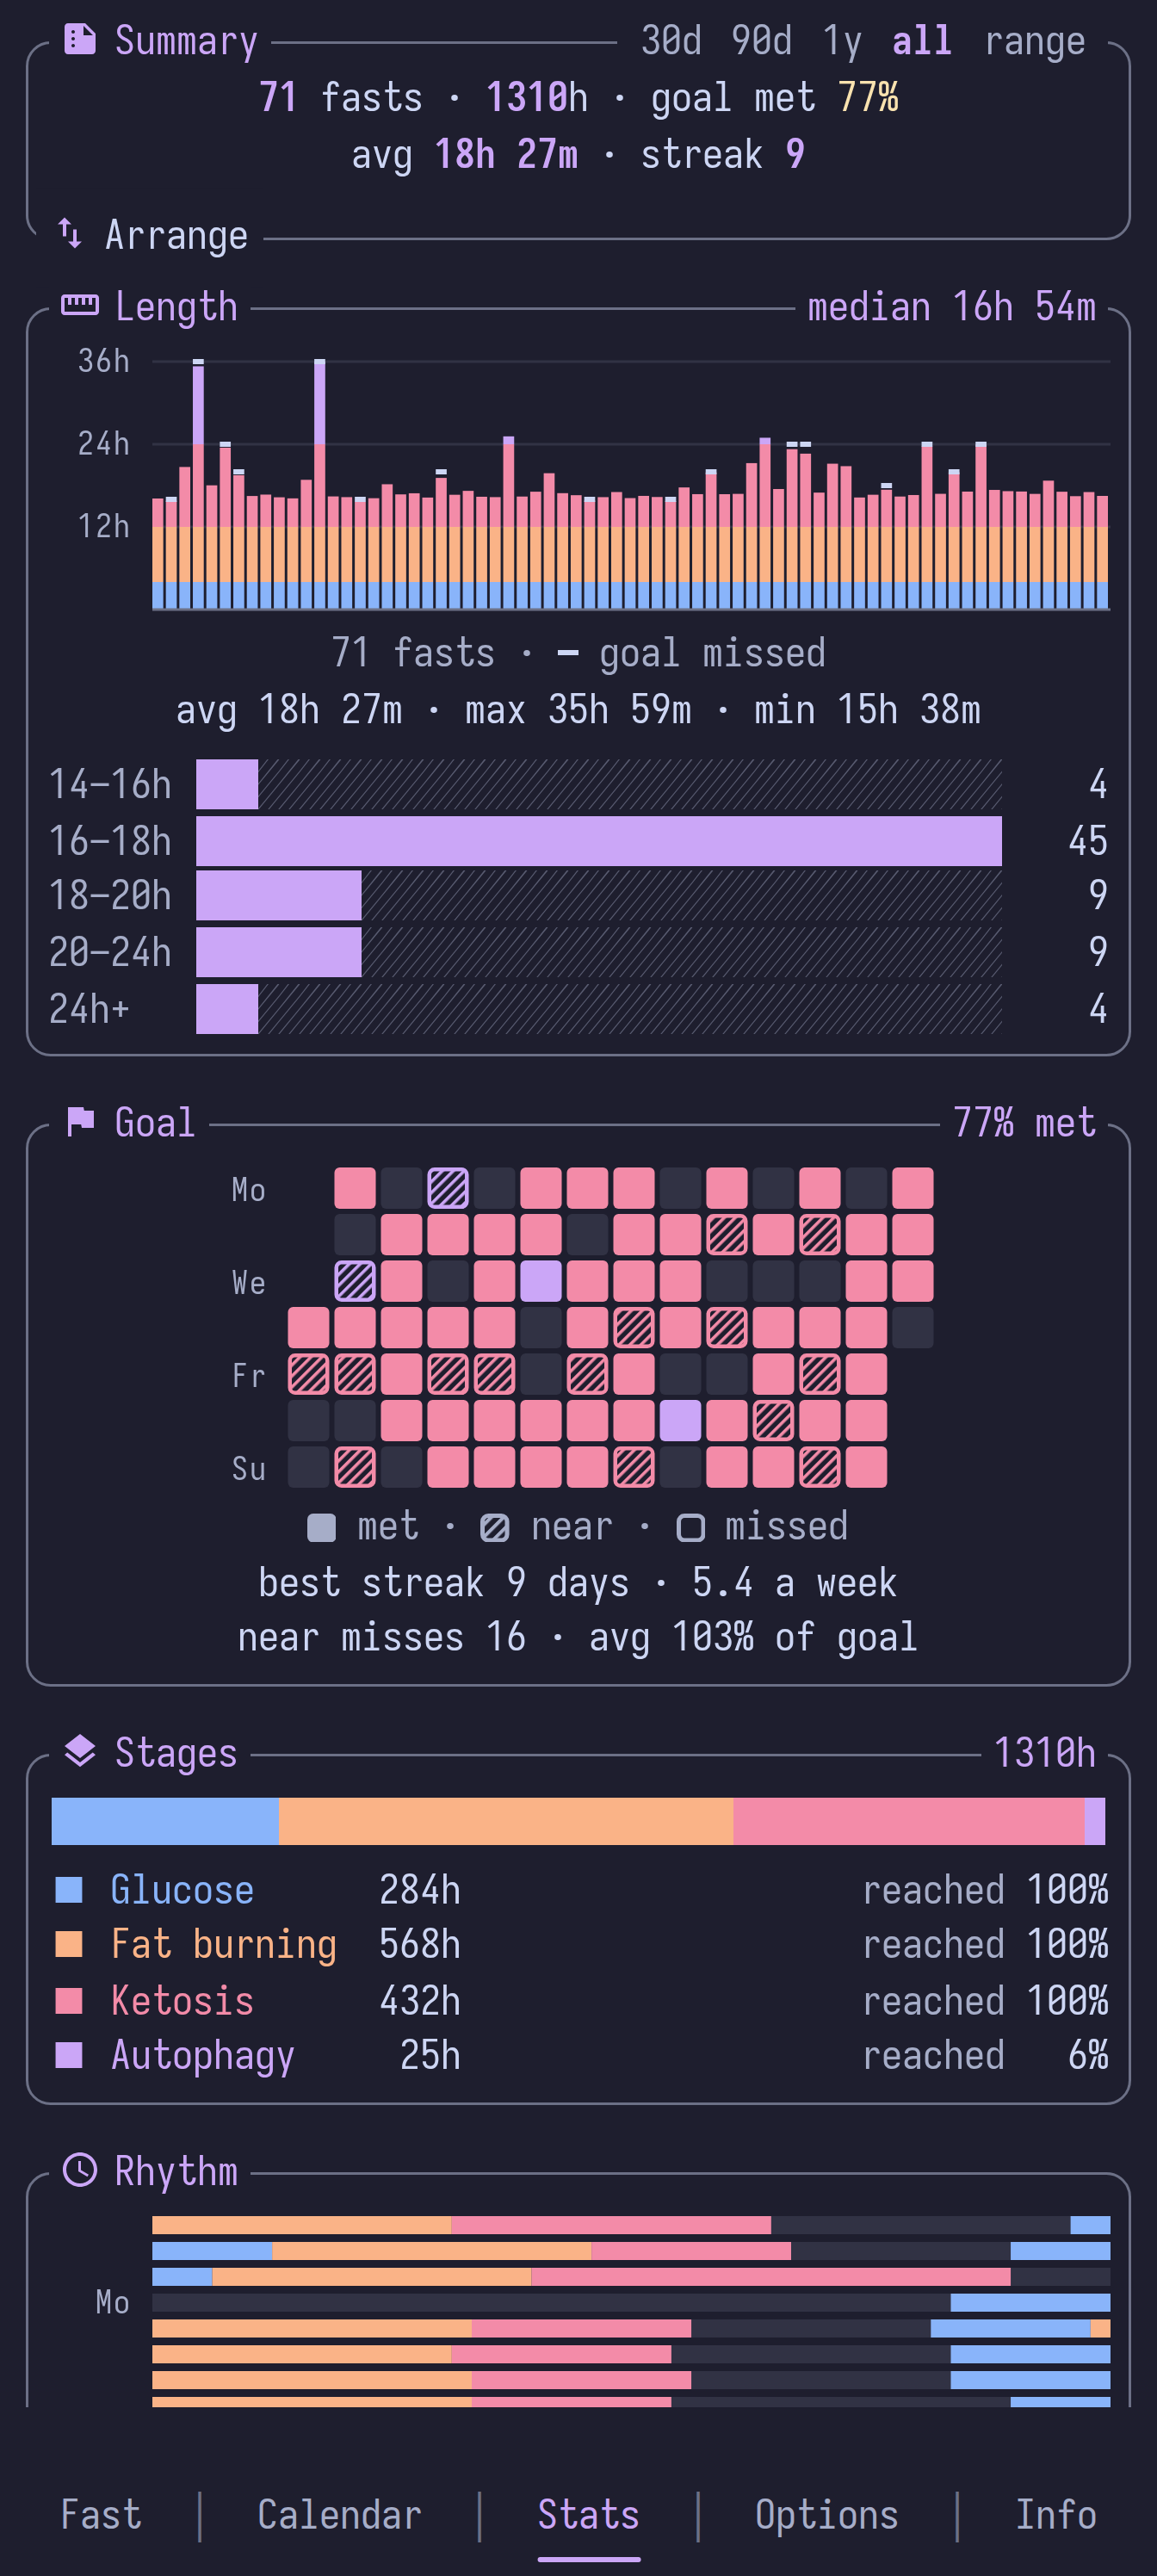 Summary 30d 90d 1y all range
71 fasts · 1310h · goal met 77%
avg 18h 27m · streak 9
Arrange
Length median 16h 54m
36h
24h
12h
71 fasts · goal missed
avg 18h 27m · max 35h 59m · min 15h 38m
14–16h 4
16–18h 45
18–20h 9
20–24h 9
24h+ 4
Goal 77% met
Mo
We
Fr
Su
met · near · missed
best streak 9 days · 5.4 a week
near misses 16 · avg 103% of goal
Stages 1310h
Glucose 284h reached 100%
Fat burning 568h reached 100%
Ketosis 432h reached 100%
Autophagy 25h reached 6%
Rhythm
Mo
Fast | Calendar | Stats | Options | Info